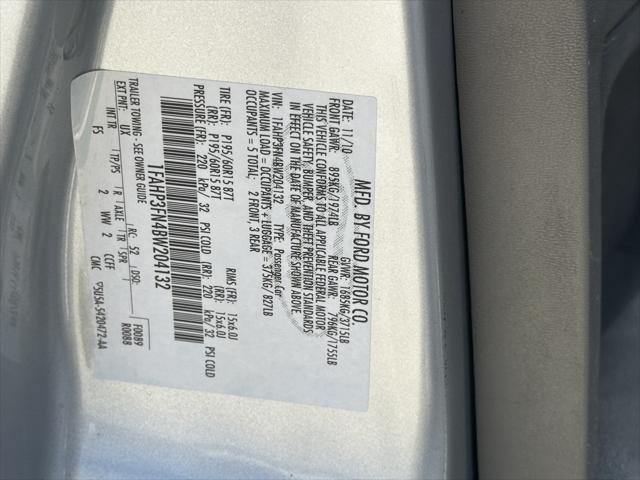 MFD. BY FORD MOTOR CO.
DATE: 11/10 GVWR: 1685KG/3715LB
FRONT GAWR: 895KG/1974LB REAR GAWR: 796KG/1755LB
THIS VEHICLE CONFORMS TO ALL APPLICABLE FEDERAL MOTOR
VEHICLE SAFETY, BUMPER, AND THEFT PREVENTION STANDARDS
IN EFFECT ON THE DATE OF MANUFACTURE SHOWN ABOVE.
VIN: 1FAHP3FN4BW204132 TYPE: Passenger Car
MAXIMUM LOAD = OCCUPANTS + LUGGAGE = 375KG/ 827LB
OCCUPANTS = 5 TOTAL: 2 FRONT, 3 REAR
TIRE (FR): P195/60R15 87T RIMS (FR): 15x6.0J
(RR): P195/60R15 87T (RR): 15x6.0J
PRESSURE (FR): 220 kPa/ 32 PSI COLD (RR): 220 kPa/ 32 PSI COLD
1FAHP3FN4BW204132
TRAILER TOWING - SEE OWNERS GUIDE
EXT PNT: UX RC: 52 DSO: F0089 R0088
INT TR TP/PS R AXLE TR SPR
F5 2 WW 2 CCFF
CMC 5U5A-5420472-AA